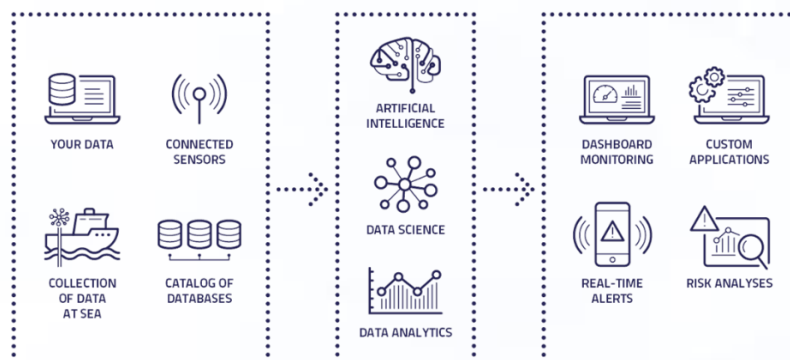 YOUR DATA
CONNECTED
SENSORS
COLLECTION
OF DATA
AT SEA
CATALOG OF
DATABASES
ARTIFICIAL
INTELLIGENCE
DATA SCIENCE
DATA ANALYTICS
DASHBOARD
MONITORING
CUSTOM
APPLICATIONS
REAL-TIME
ALERTS
RISK ANALYSES